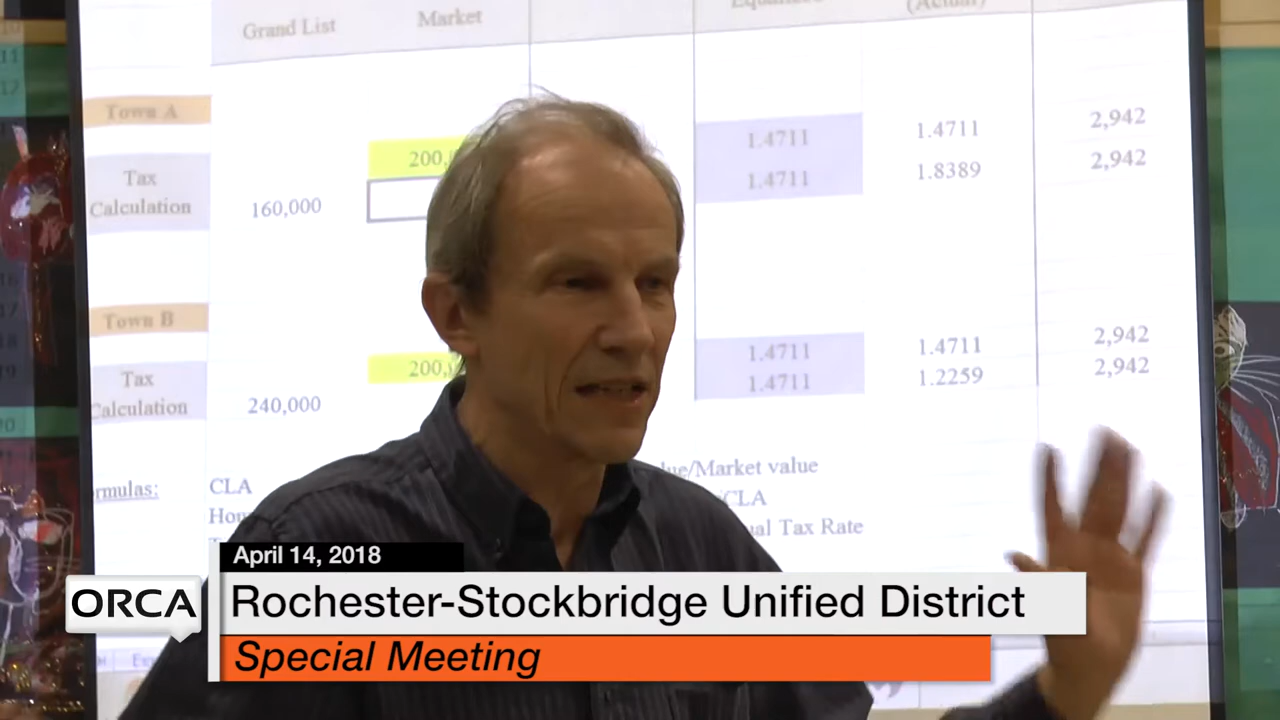 Grand List Market (Actual)
Town A
200, 1.4711 1.4711 2,942
Tax
Calculation 160,000 1.4711 1.8389 2,942
Town B
200, 1.4711 1.4711 2,942
Tax
Calculation 240,000 1.4711 1.2259 2,942
/Market value
CLA CLA
Tax Rate
April 14, 2018
ORCA Rochester-Stockbridge Unified District
Special Meeting